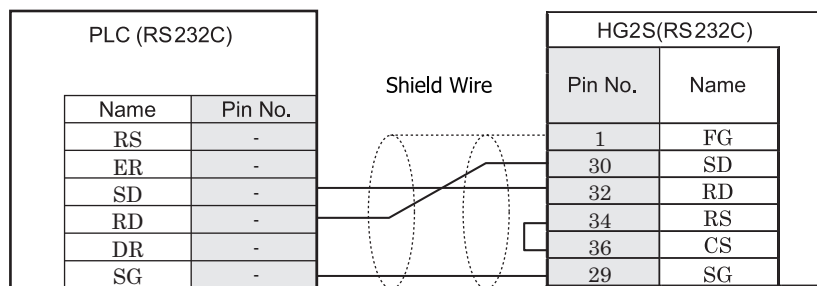 PLC (RS232C)
HG2S(RS232C)
Shield Wire
Pin No. Name
Name Pin No.
RS -
ER -
SD -
RD -
DR -
SG -
1 FG
30 SD
32 RD
34 RS
36 CS
29 SG